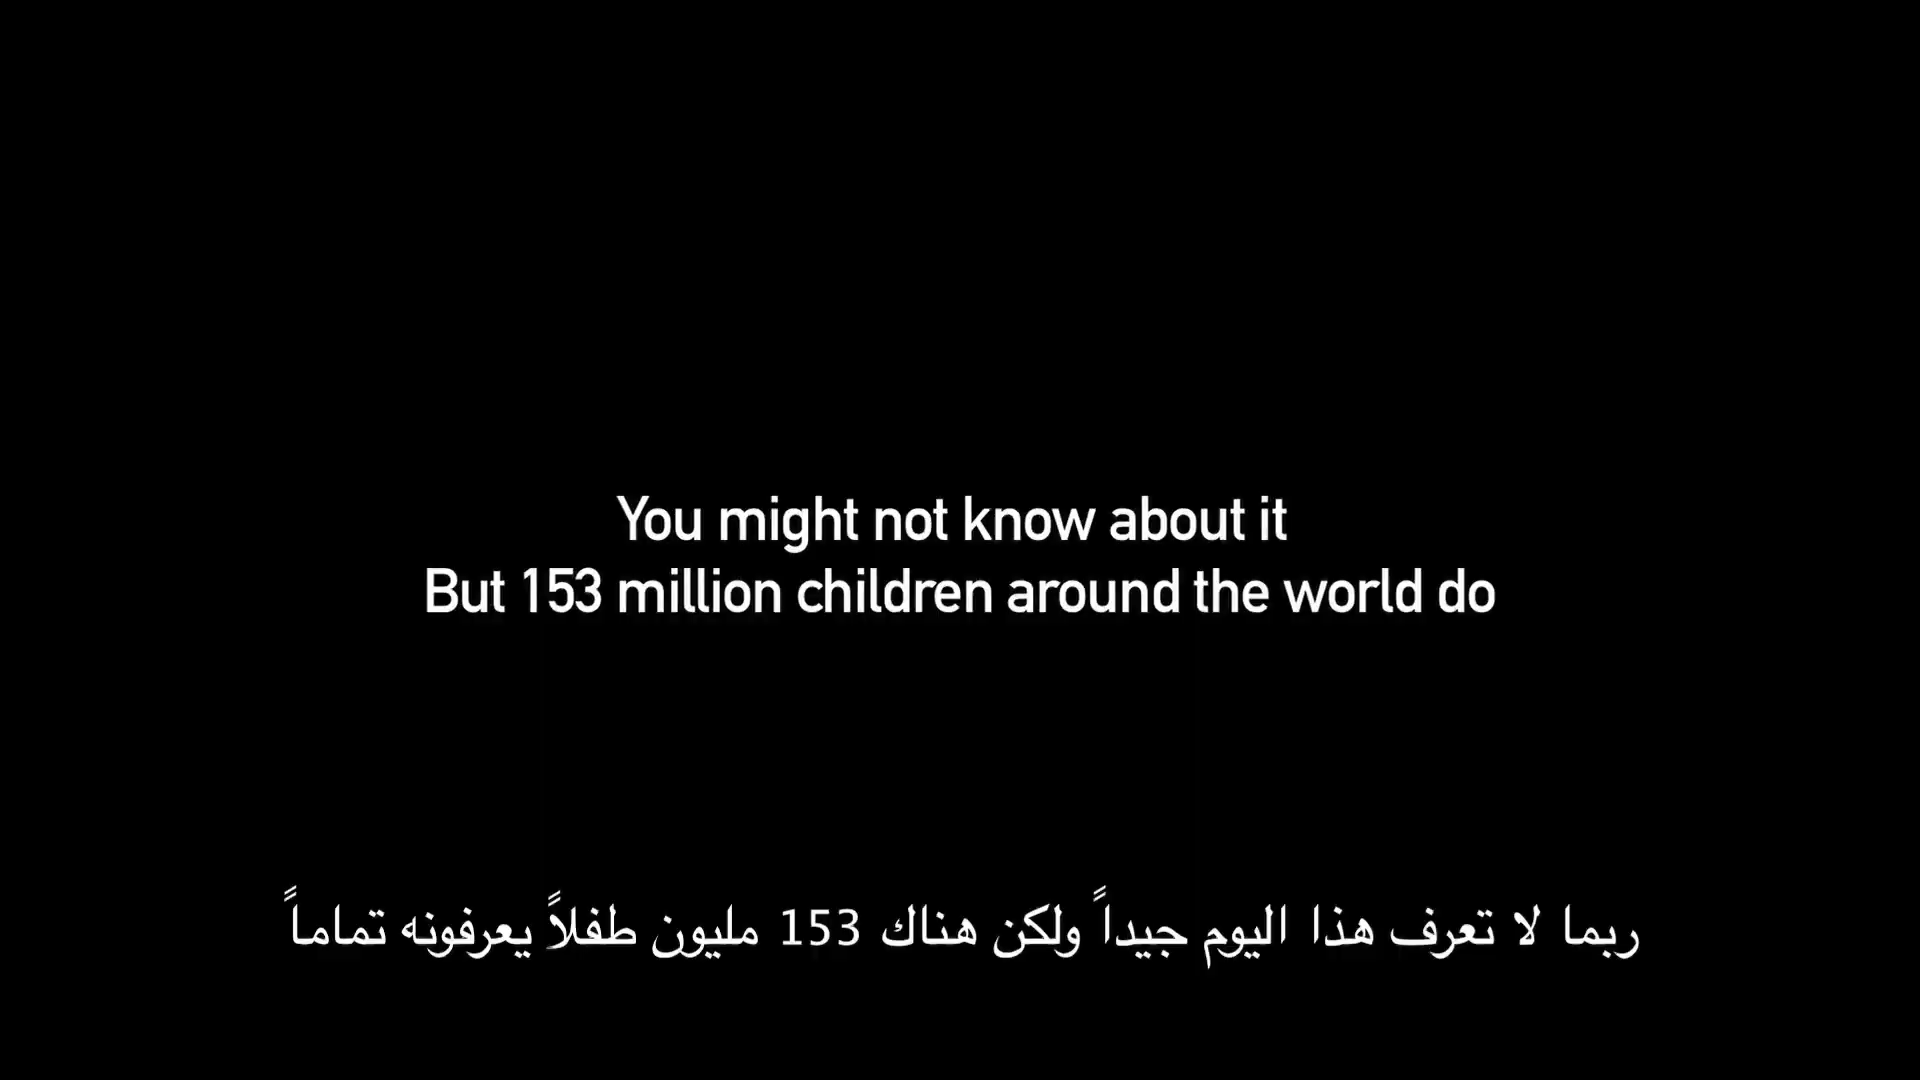 You might not know about it
But 153 million children around the world do
ربما لا تعرف هذا اليوم جيداً ولكن هناك 153 مليون طفلاً يعرفونه تماماً